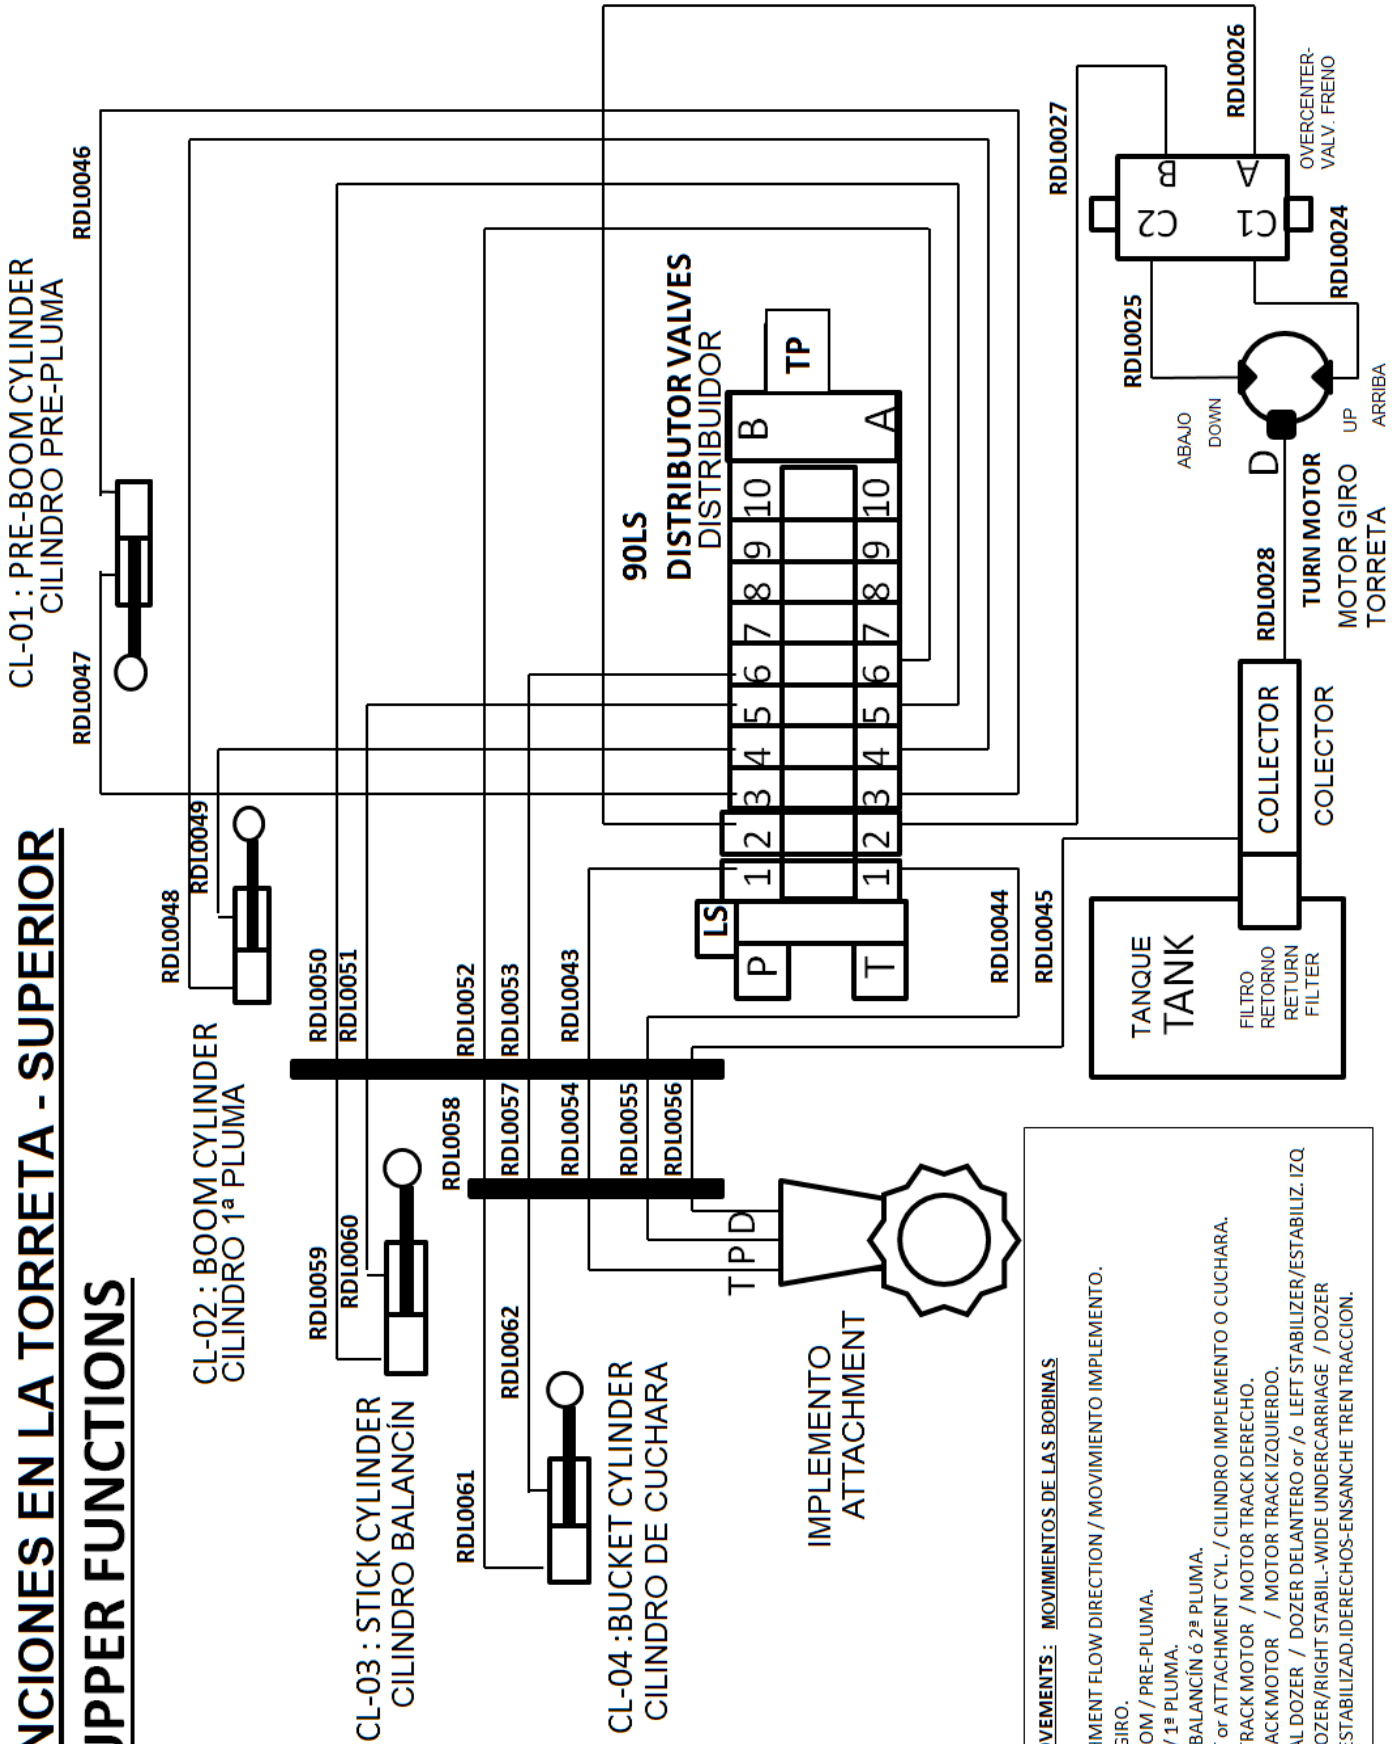 NCIONES EN LA TORRETA - SUPERIOR
UPPER FUNCTIONS
CL-01 : PRE-BOOM CYLINDER
CILINDRO PRE-PLUMA
RDL0047
RDL0046
RDL0048
RDL0049
CL-02 : BOOM CYLINDER
CILINDRO 1ª PLUMA
RDL0050
RDL0051
RDL0052
RDL0053
RDL0043
RDL0058
RDL0057
RDL0054
RDL0055
RDL0056
RDL0059
RDL0060
CL-03 : STICK CYLINDER
CILINDRO BALANCÍN
RDL0061
RDL0062
CL-04 :BUCKET CYLINDER
CILINDRO DE CUCHARA
T P D
IMPLEMENTO
ATTACHMENT
90LS
DISTRIBUTOR VALVES
DISTRIBUIDOR
LS
P
T
1 2 3 4 5 6 7 8 9 10 B
1 2 3 4 5 6 7 8 9 10 A
TP
RDL0044
RDL0045
RDL0027
RDL0026
B
A
C2
C1
OVERCENTER-
VALV. FRENO
RDL0025
RDL0024
ABAJO
DOWN
UP
ARRIBA
D
TURN MOTOR
MOTOR GIRO
TORRETA
RDL0028
COLLECTOR
COLECTOR
TANQUE
TANK
FILTRO
RETORNO
RETURN
FILTER
OVEMENTS : MOVIMIENTOS DE LAS BOBINAS
IMENT FLOW DIRECTION / MOVIMIENTO IMPLEMENTO.
GIRO.
OM / PRE-PLUMA.
/ 1ª PLUMA.
BALANCÍN ó 2ª PLUMA.
or ATTACHMENT CYL. / CILINDRO IMPLEMENTO O CUCHARA.
TRACK MOTOR / MOTOR TRACK DERECHO.
ACK MOTOR / MOTOR TRACK IZQUIERDO.
AL DOZER / DOZER DELANTERO or /o LEFT STABILIZER/ESTABILIZ. IZQ
OZER/RIGHT STABIL.-WIDE UNDERCARRIAGE / DOZER
ESTABILIZAD.IDERECHOS-ENSANCHE TREN TRACCION.